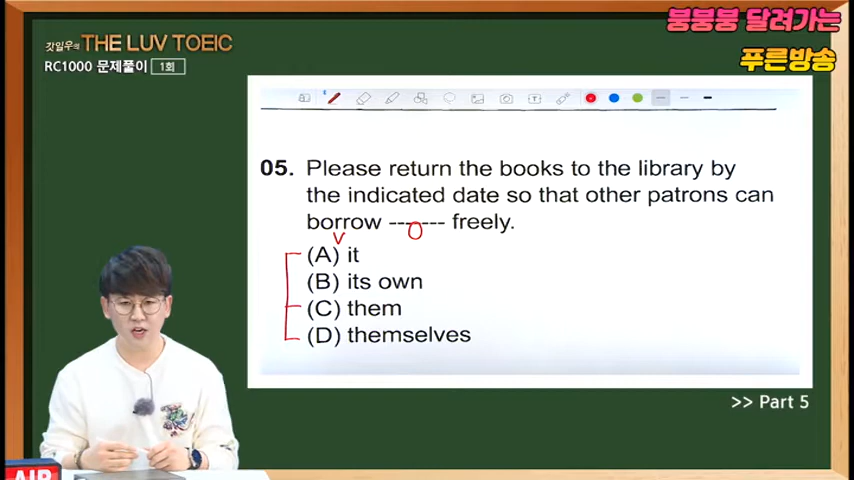 붕붕붕 달려가는
푸른방송
갓일우의 THE LUV TOEIC
RC1000 문제풀이 1회
05. Please return the books to the library by
the indicated date so that other patrons can
borrow ------- freely.
V
O
(A) it
(B) its own
(C) them
(D) themselves
>> Part 5
AIR